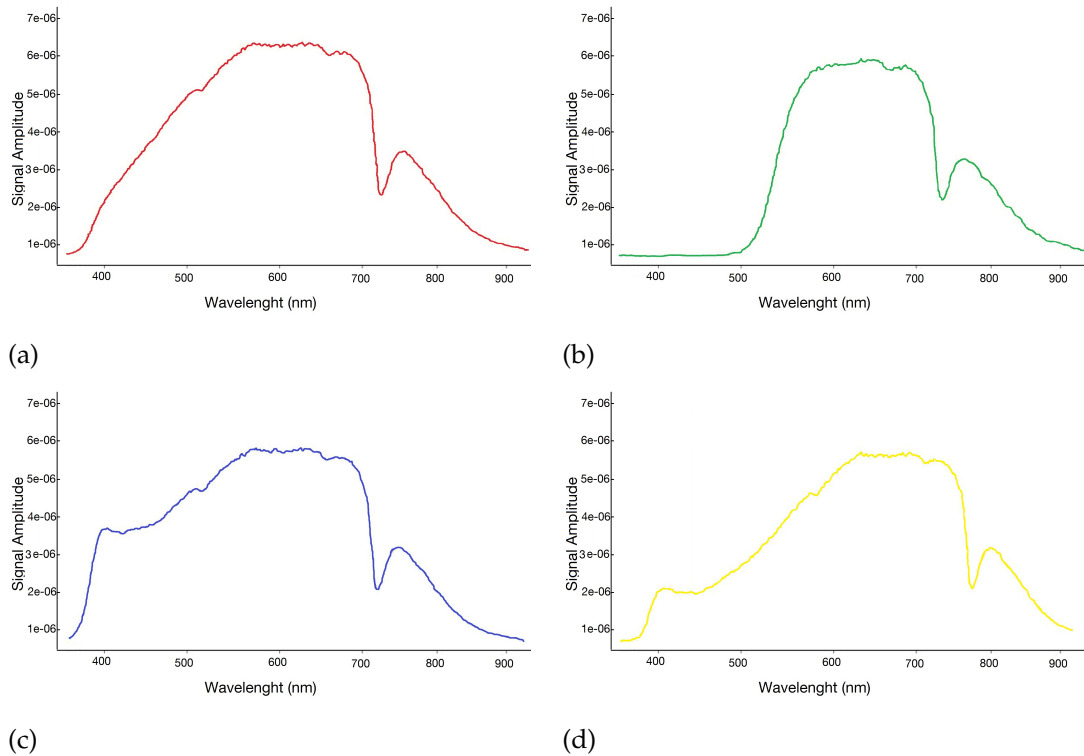 7e-06
6e-06
5e-06
4e-06
3e-06
2e-06
1e-06
Signal Amplitude
400 500 600 700 800 900
Wavelenght (nm)
(a)
7e-06
6e-06
5e-06
4e-06
3e-06
2e-06
1e-06
Signal Amplitude
400 500 600 700 800 900
Wavelenght (nm)
(b)
7e-06
6e-06
5e-06
4e-06
3e-06
2e-06
1e-06
Signal Amplitude
400 500 600 700 800 900
Wavelenght (nm)
(c)
7e-06
6e-06
5e-06
4e-06
3e-06
2e-06
1e-06
Signal Amplitude
400 500 600 700 800 900
Wavelenght (nm)
(d)